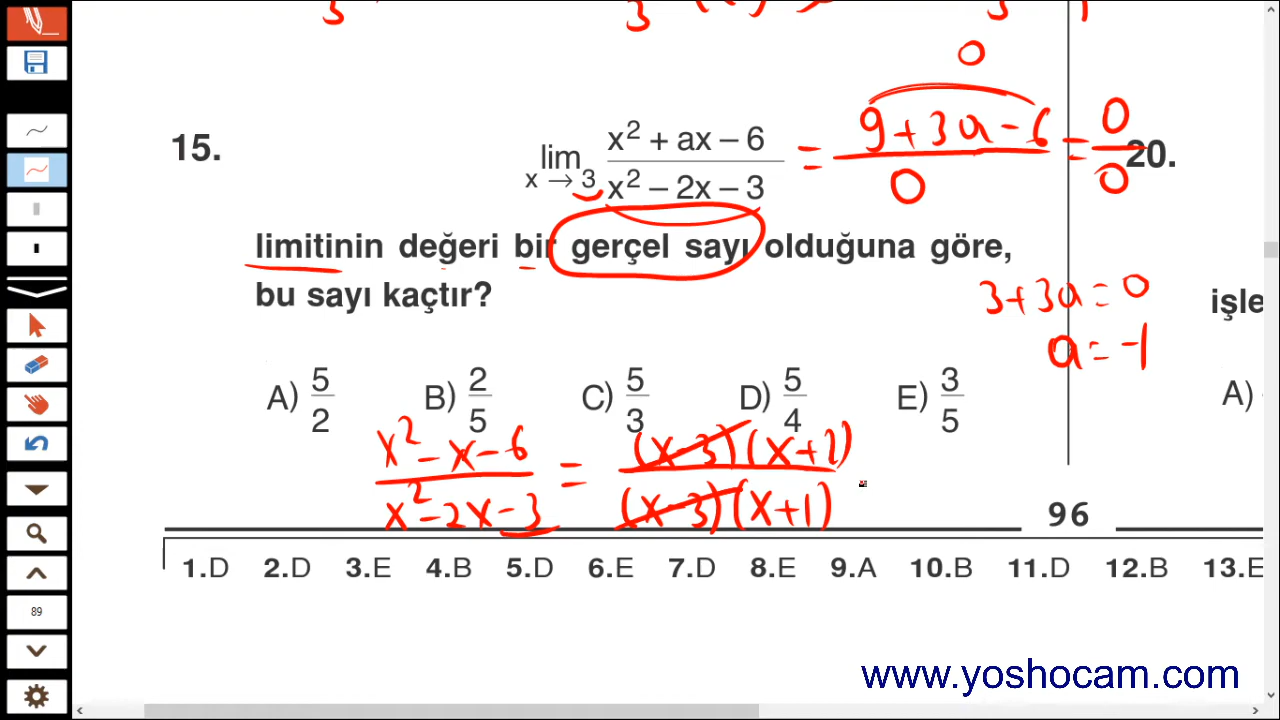 0
15. lim x → 3 x² + ax – 6 / x² – 2x – 3 = 9 + 3a – 6 / 0 = 0 / 0
20.
limitinin değeri bir gerçel sayı olduğuna göre,
bu sayı kaçtır?
3 + 3a = 0
işle
a = –1
A) 5/2 B) 2/5 C) 5/3 D) 5/4 E) 3/5
A)
x² – x – 6 / x² – 2x – 3 = (x-3)(x+2) / (x-3)(x+1)
96
1.D 2.D 3.E 4.B 5.D 6.E 7.D 8.E 9.A 10.B 11.D 12.B 13.E
89
www.yoshocam.com